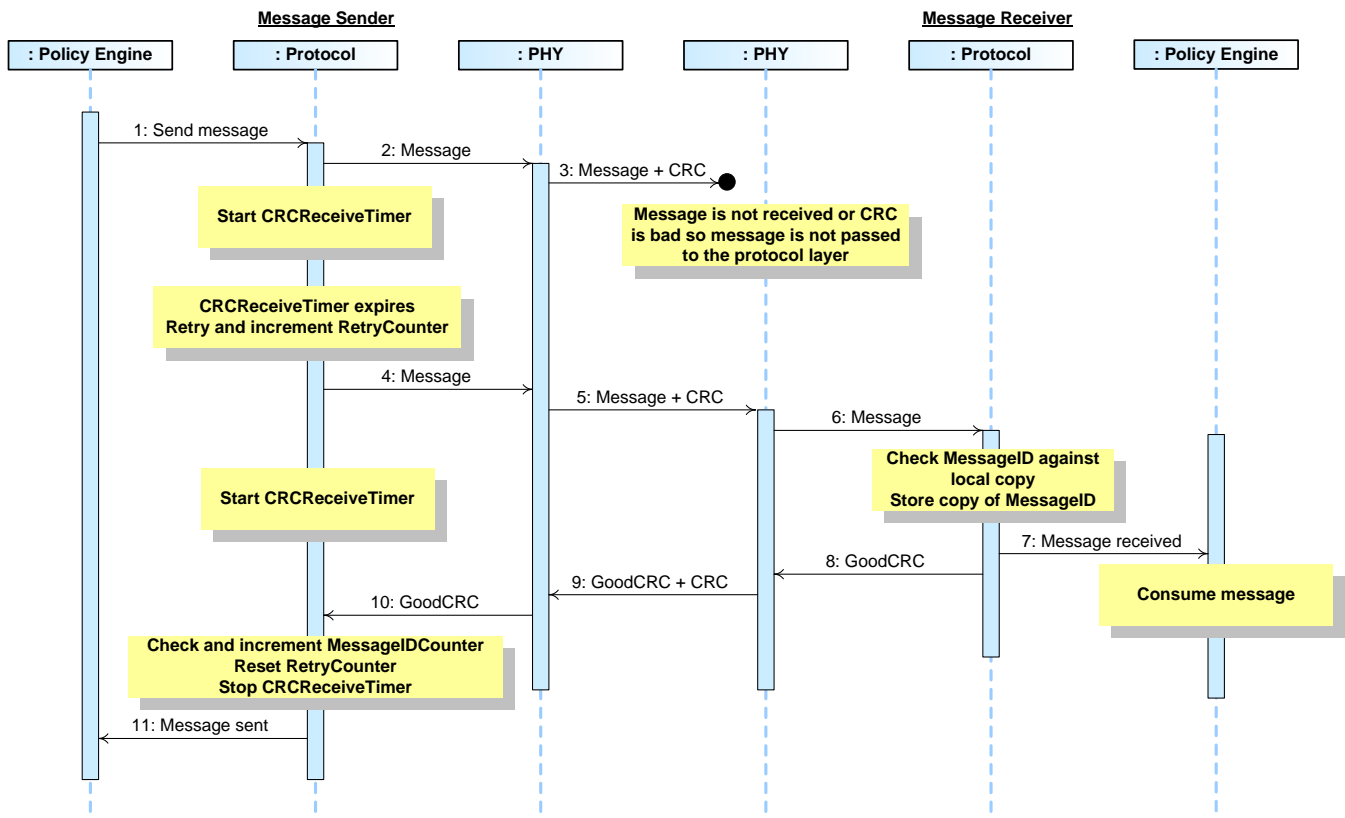 Message Sender
Message Receiver
: Policy Engine
: Protocol
: PHY
: PHY
: Protocol
: Policy Engine
1: Send message
2: Message
3: Message + CRC
Start CRCReceiveTimer
Message is not received or CRC
is bad so message is not passed
to the protocol layer
CRCReceiveTimer expires
Retry and increment RetryCounter
4: Message
5: Message + CRC
6: Message
Check MessageID against
local copy
Store copy of MessageID
Start CRCReceiveTimer
7: Message received
8: GoodCRC
9: GoodCRC + CRC
Consume message
10: GoodCRC
Check and increment MessageIDCounter
Reset RetryCounter
Stop CRCReceiveTimer
11: Message sent